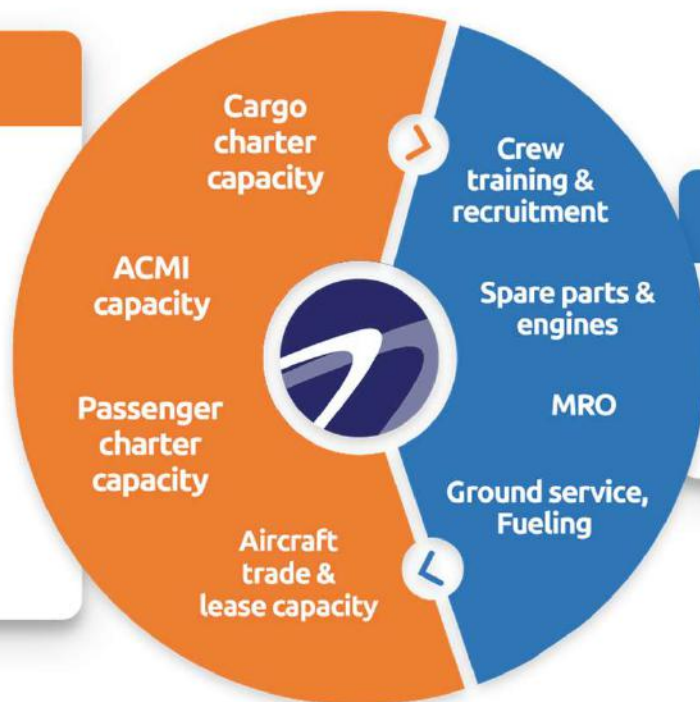 Cargo
charter
capacity
ACMI
capacity
Passenger
charter
capacity
Aircraft
trade &
lease capacity
Crew
training &
recruitment
Spare parts &
engines
MRO
Ground service,
Fueling